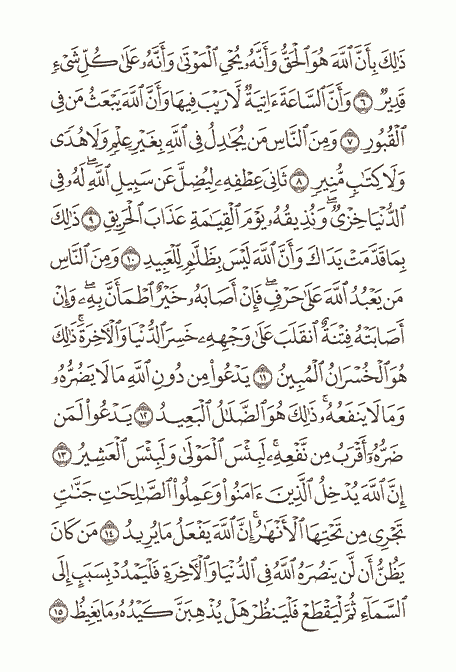 ذَٰلِكَ بِأَنَّ ٱللَّهَ هُوَ ٱلْحَقُّ وَأَنَّهُۥ يُحْىِ ٱلْمَوْتَىٰ وَأَنَّهُۥ عَلَىٰ كُلِّ شَىْءٍ
قَدِيرٌ ۝٦ وَأَنَّ ٱلسَّاعَةَ ءَاتِيَةٌ لَّا رَيْبَ فِيهَا وَأَنَّ ٱللَّهَ يَبْعَثُ مَن فِى
ٱلْقُبُورِ ۝٧ وَمِنَ ٱلنَّاسِ مَن يُجَٰدِلُ فِى ٱللَّهِ بِغَيْرِ عِلْمٍ وَلَا هُدًى
وَلَا كِتَٰبٍ مُّنِيرٍ ۝٨ ثَانِىَ عِطْفِهِۦ لِيُضِلَّ عَن سَبِيلِ ٱللَّهِ ۖ لَهُۥ فِى
ٱلدُّنْيَا خِزْىٌ ۖ وَنُذِيقُهُۥ يَوْمَ ٱلْقِيَٰمَةِ عَذَابَ ٱلْحَرِيقِ ۝٩ ذَٰلِكَ
بِمَا قَدَّمَتْ يَدَاكَ وَأَنَّ ٱللَّهَ لَيْسَ بِظَلَّٰمٍ لِّلْعَبِيدِ ۝١٠ وَمِنَ ٱلنَّاسِ
مَن يَعْبُدُ ٱللَّهَ عَلَىٰ حَرْفٍ ۖ فَإِنْ أَصَابَهُۥ خَيْرٌ ٱطْمَأَنَّ بِهِۦ ۖ وَإِنْ
أَصَابَتْهُ فِتْنَةٌ ٱنقَلَبَ عَلَىٰ وَجْهِهِۦ خَسِرَ ٱلدُّنْيَا وَٱلْءَاخِرَةَ ۚ ذَٰلِكَ
هُوَ ٱلْخُسْرَانُ ٱلْمُبِينُ ۝١١ يَدْعُوا۟ مِن دُونِ ٱللَّهِ مَا لَا يَضُرُّهُۥ
وَمَا لَا يَنفَعُهُۥ ۚ ذَٰلِكَ هُوَ ٱلضَّلَٰلُ ٱلْبَعِيدُ ۝١٢ يَدْعُوا۟ لَمَن
ضَرُّهُۥٓ أَقْرَبُ مِن نَّفْعِهِۦ ۚ لَبِئْسَ ٱلْمَوْلَىٰ وَلَبِئْسَ ٱلْعَشِيرُ ۝١٣
إِنَّ ٱللَّهَ يُدْخِلُ ٱلَّذِينَ ءَامَنُوا۟ وَعَمِلُوا۟ ٱلصَّٰلِحَٰتِ جَنَّٰتٍ
تَجْرِى مِن تَحْتِهَا ٱلْأَنْهَٰرُ ۚ إِنَّ ٱللَّهَ يَفْعَلُ مَا يُرِيدُ ۝١٤ مَن كَانَ
يَظُنُّ أَن لَّن يَنصُرَهُ ٱللَّهُ فِى ٱلدُّنْيَا وَٱلْءَاخِرَةِ فَلْيَمْدُدْ بِسَبَبٍ إِلَى
ٱلسَّمَآءِ ثُمَّ لْيَقْطَعْ فَلْيَنظُرْ هَلْ يُذْهِبَنَّ كَيْدُهُۥ مَا يَغِيظُ ۝١٥